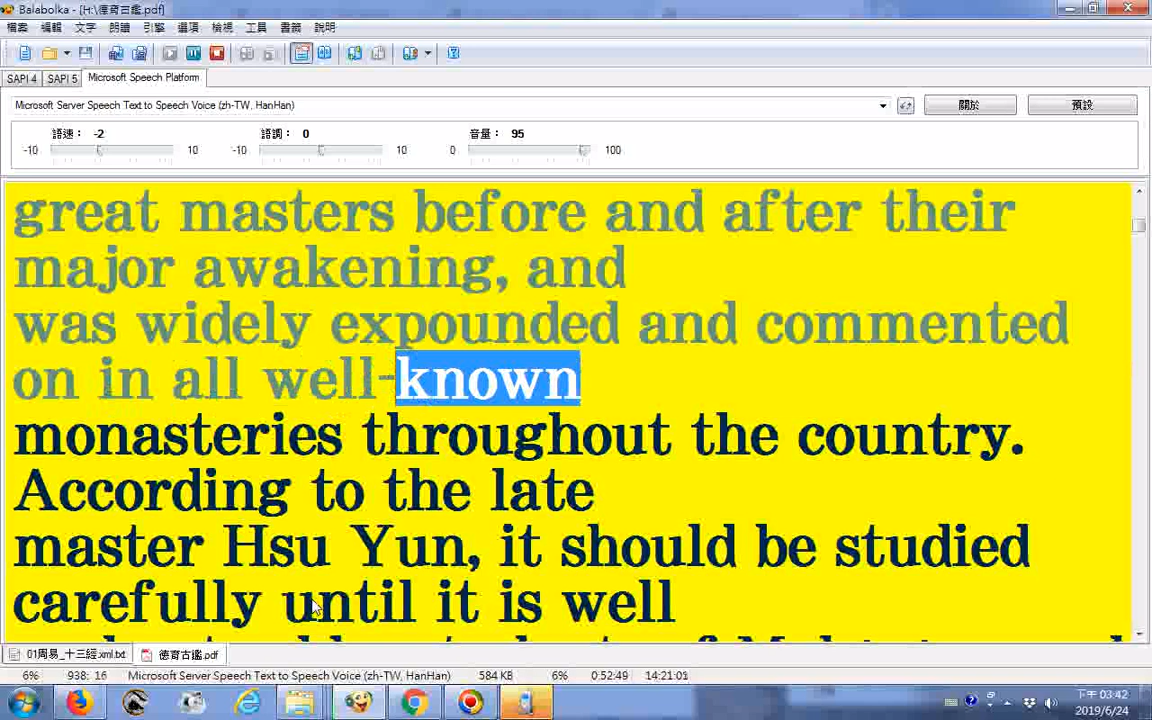 Balabolka - [H:\德育古鑑.pdf]
檔案 編輯 文字 朗讀 引擎 選項 檢視 工具 書籤 說明
SAPI 4 SAPI 5 Microsoft Speech Platform
Microsoft Server Speech Text to Speech Voice (zh-TW, HanHan) 關於 預設
語速： -2 語調： 0 音量： 95
-10 10 -10 10 0 100
great masters before and after their
major awakening, and
was widely expounded and commented
on in all well-known
monasteries throughout the country.
According to the late
master Hsu Yun, it should be studied
carefully until it is well
01周易_十三經.xml.txt 德育古鑑.pdf
6% 938: 16 Microsoft Server Speech Text to Speech Voice (zh-TW, HanHan) 584 KB 6% 0:52:49 14:21:01
下午 03:42
2019/6/24